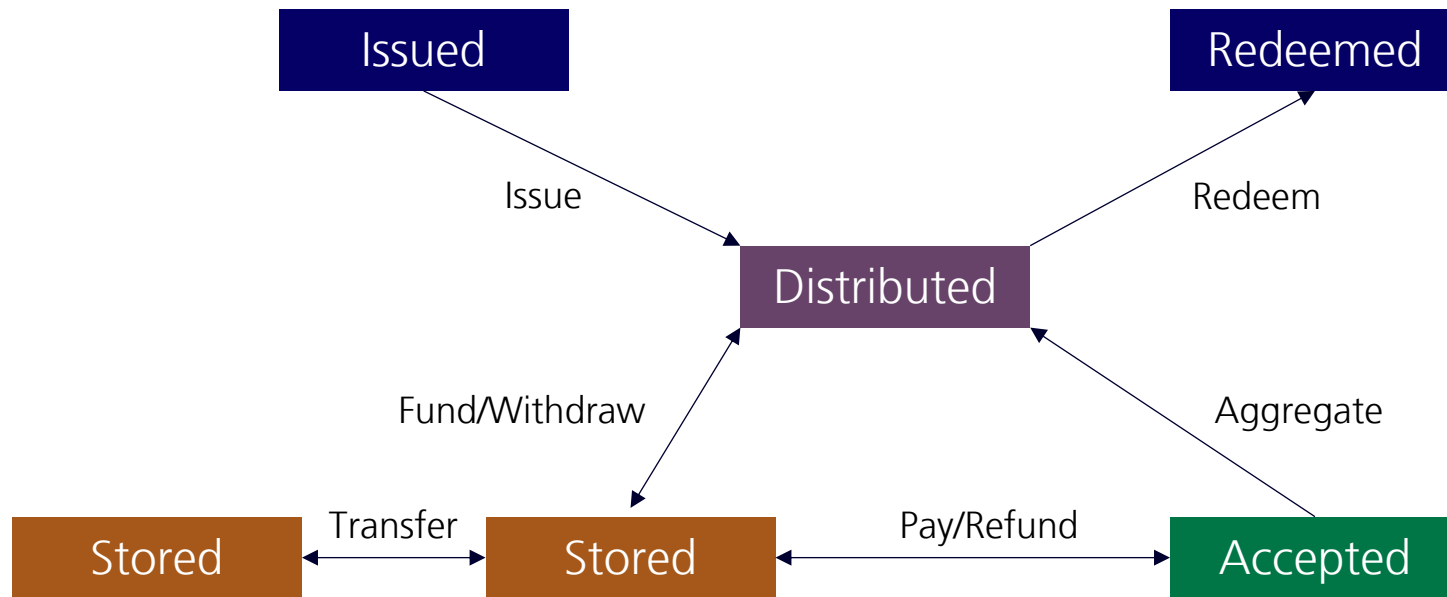 Issued
Redeemed
Issue
Redeem
Distributed
Fund/Withdraw
Aggregate
Transfer
Pay/Refund
Stored
Stored
Accepted